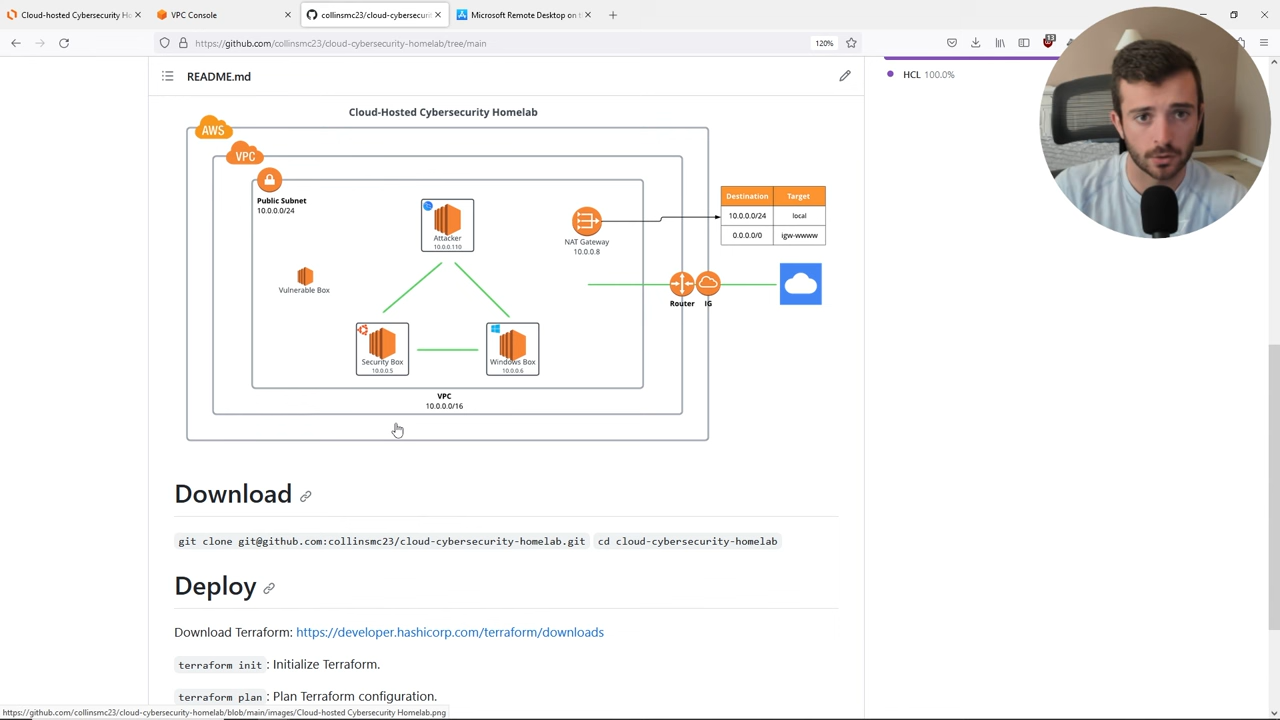 Cloud-hosted Cybersecurity Ho
VPC Console
collinsmc23/cloud-cybersecurit
Microsoft Remote Desktop on t
https://github.com/collinsmc23/cloud-cybersecurity-homelab/tree/main
120%
13
README.md
HCL 100.0%
Cloud-Hosted Cybersecurity Homelab
AWS
VPC
Public Subnet
10.0.0.0/24
Attacker
10.0.0.110
NAT Gateway
10.0.0.8
Destination Target
10.0.0.0/24 local
0.0.0.0/0 igw-wwww
Vulnerable Box
Router IG
Security Box
10.0.0.5
Windows Box
10.0.0.6
VPC
10.0.0.0/16
Download
git clone git@github.com:collinsmc23/cloud-cybersecurity-homelab.git cd cloud-cybersecurity-homelab
Deploy
Download Terraform: https://developer.hashicorp.com/terraform/downloads
terraform init : Initialize Terraform.
terraform plan : Plan Terraform configuration.
https://github.com/collinsmc23/cloud-cybersecurity-homelab/blob/main/images/Cloud-hosted Cybersecurity Homelab.png